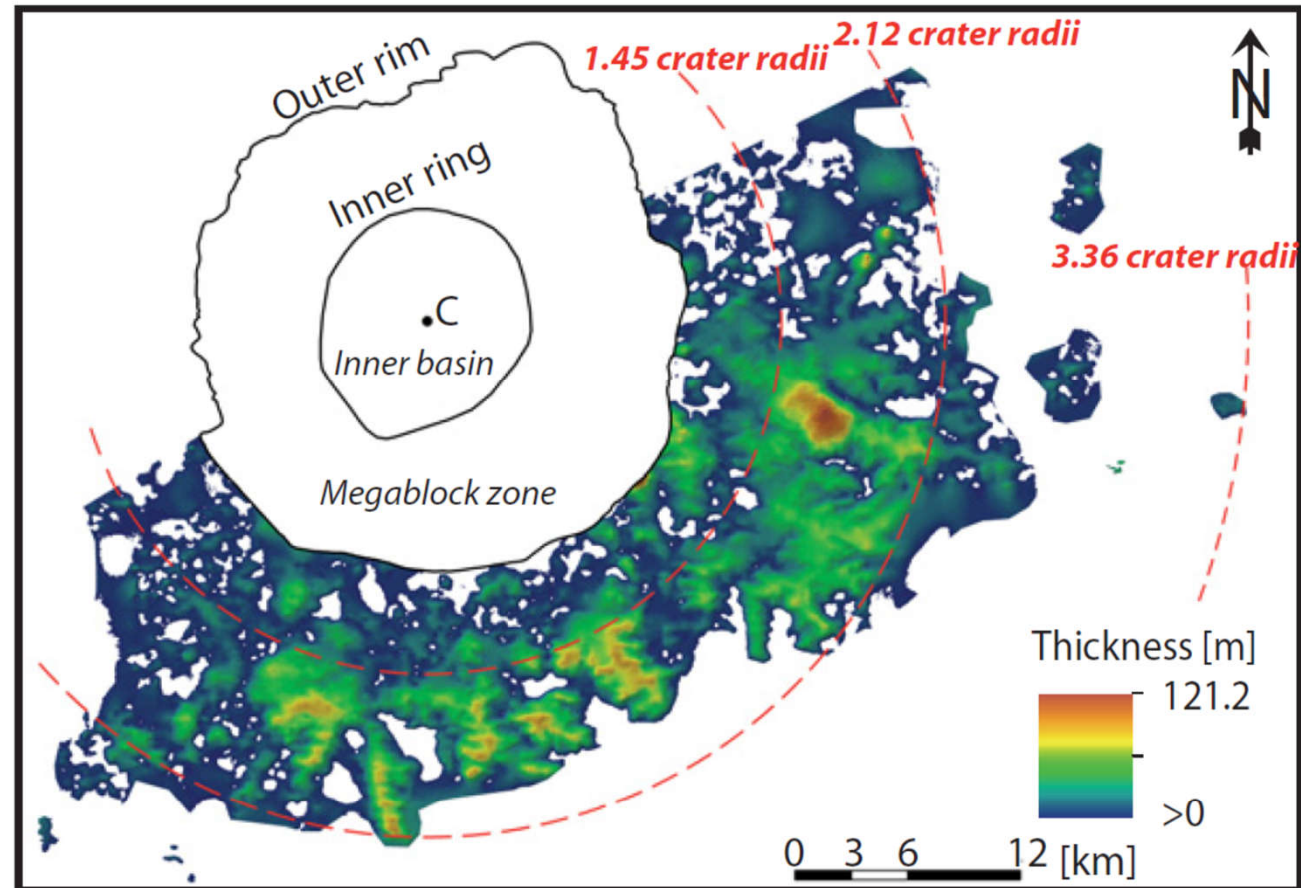 2.12 crater radii
1.45 crater radii
N
Outer rim
Inner ring
3.36 crater radii
C
Inner basin
Megablock zone
Thickness [m]
121.2
>0
0 3 6 12 [km]